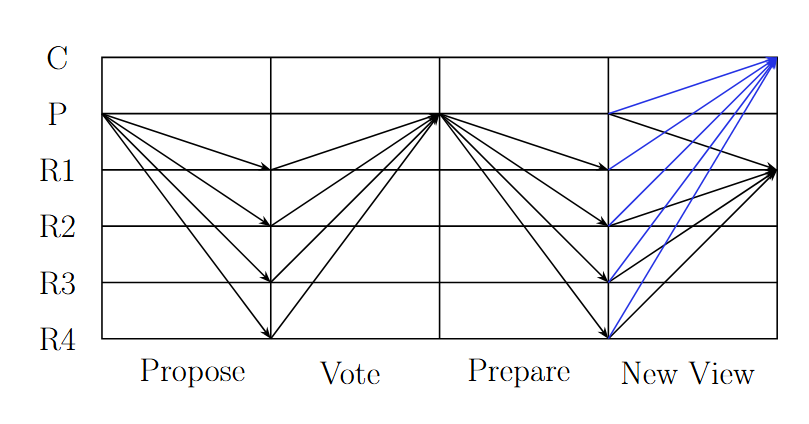 C
P
R1
R2
R3
R4
Propose Vote Prepare New View